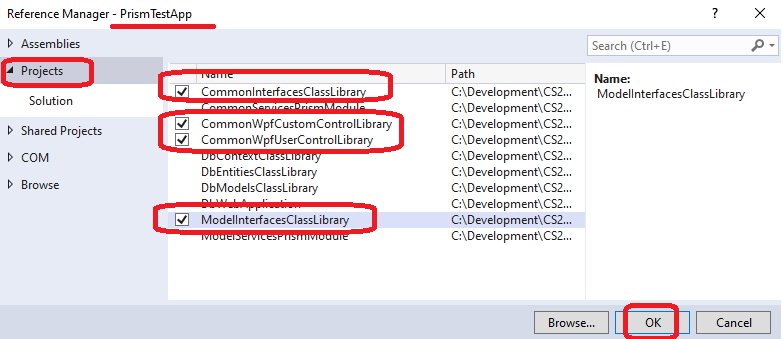 Reference Manager - PrismTestApp
Assemblies
Projects
Solution
Shared Projects
COM
Browse
Name Path
CommonInterfacesClassLibrary C:\Development\CS2...
CommonServicesPrismModule C:\Development\CS2...
CommonWpfCustomControlLibrary C:\Development\CS2...
CommonWpfUserControlLibrary C:\Development\CS2...
DbContextClassLibrary C:\Development\CS2...
DbEntitiesClassLibrary C:\Development\CS2...
DbModelsClassLibrary C:\Development\CS2...
DbWebApplication C:\Development\CS2...
ModelInterfacesClassLibrary C:\Development\CS2...
ModelServicesPrismModule C:\Development\CS2...
Search (Ctrl+E)
Name:
ModelInterfacesClassLibrary
Browse... OK Cancel